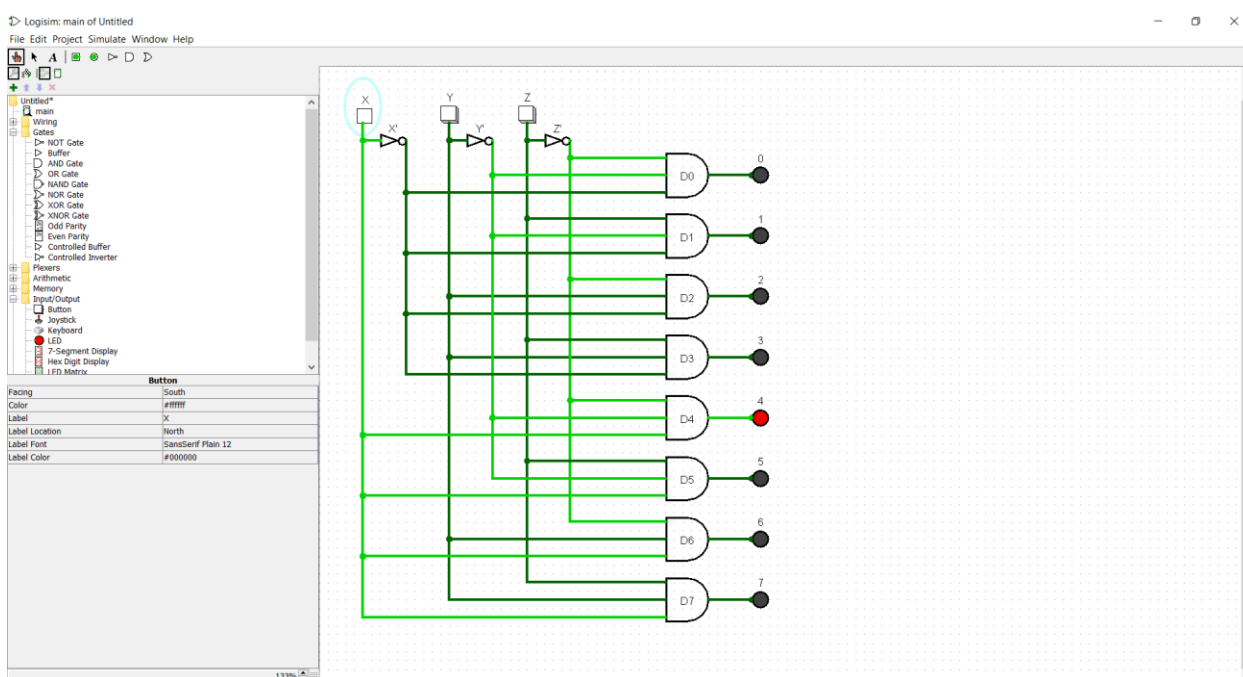 Logisim: main of Untitled
File Edit Project Simulate Window Help
A
Untitled*
main
Wiring
Gates
NOT Gate
Buffer
AND Gate
OR Gate
NAND Gate
NOR Gate
XOR Gate
XNOR Gate
Odd Parity
Even Parity
Controlled Buffer
Controlled Inverter
Plexers
Arithmetic
Memory
Input/Output
Button
Joystick
Keyboard
LED
7-Segment Display
Hex Digit Display
LED Matrix
Button
Facing South
Color #ffffff
Label X
Label Location North
Label Font SansSerif Plain 12
Label Color #000000
133%
X Y Z
X' Y' Z'
0
D0
1
D1
2
D2
3
D3
4
D4
5
D5
6
D6
7
D7